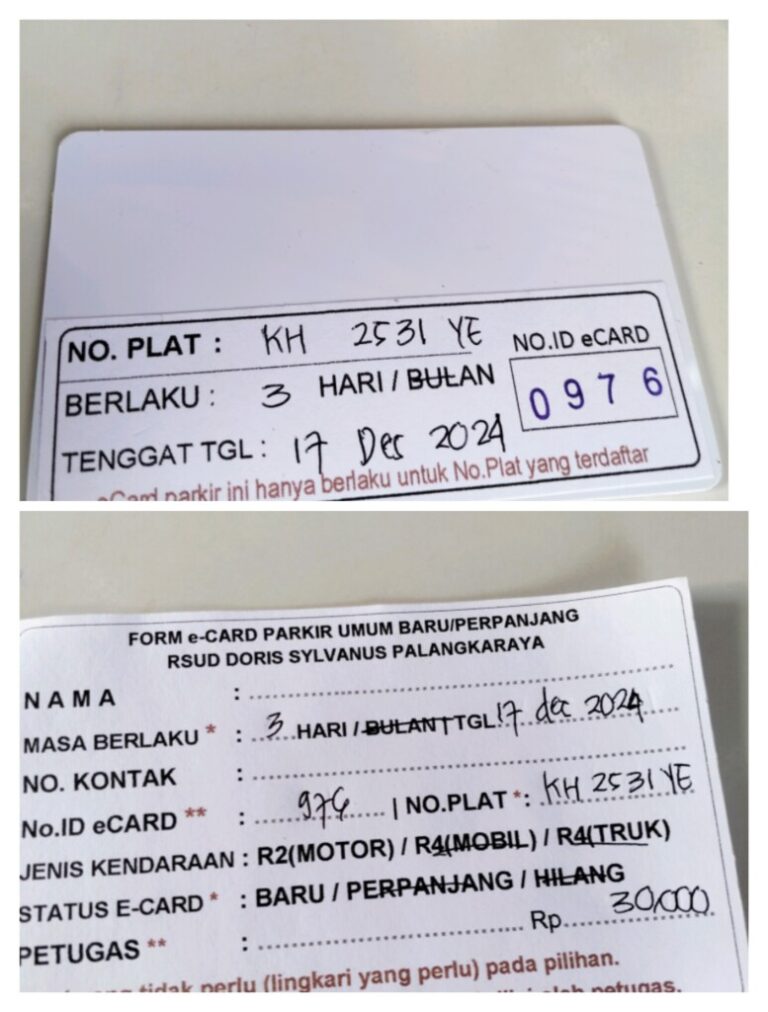 NO. PLAT : KH 2531 YE
NO.ID eCARD
BERLAKU : 3 HARI / BULAN
0976
TENGGAT TGL : 17 Des 2024
eCard parkir ini hanya berlaku untuk No.Plat yang terdaftar
FORM e-CARD PARKIR UMUM BARU/PERPANJANG
RSUD DORIS SYLVANUS PALANGKARAYA
NAMA :
MASA BERLAKU * : 3 HARI / BULAN | TGL 17 dec 2024
NO. KONTAK :
No.ID eCARD ** : 976 | NO.PLAT *: KH 2531 YE
JENIS KENDARAAN : R2(MOTOR) / R4(MOBIL) / R4(TRUK)
STATUS E-CARD * : BARU / PERPANJANG / HILANG
PETUGAS ** : Rp. 30.000
tidak perlu (lingkari yang perlu) pada pilihan.
oleh petugas.